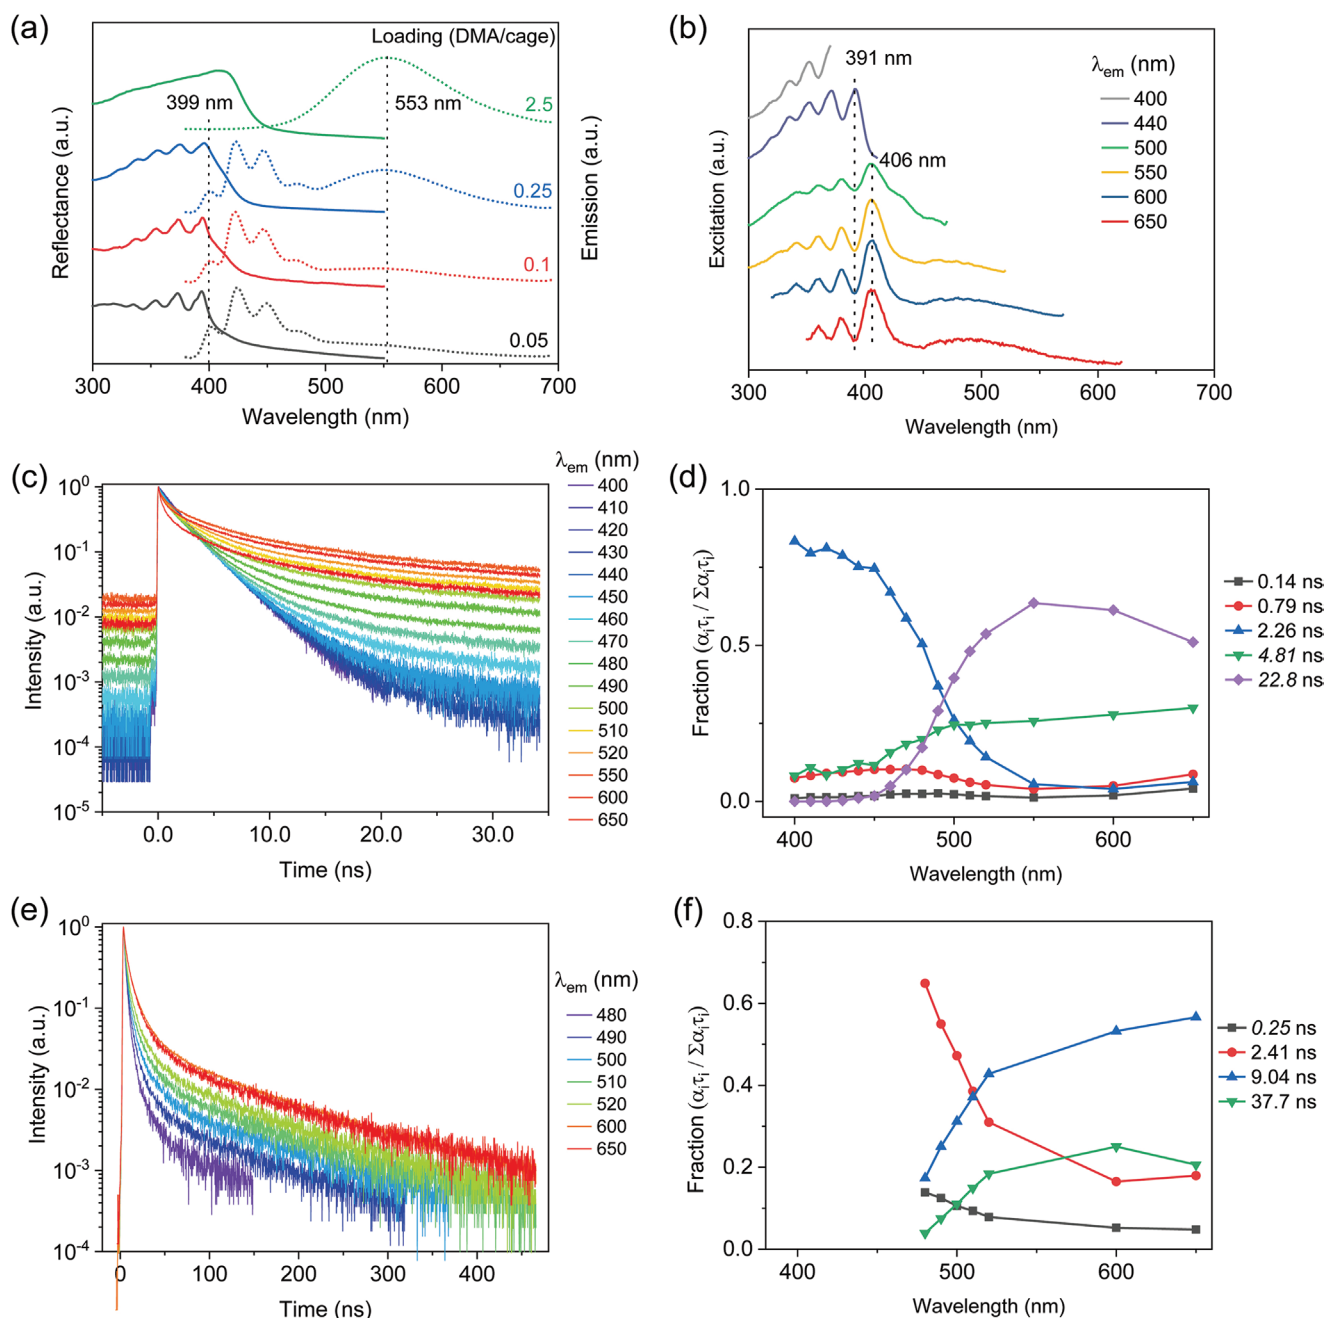 (a)
Loading (DMA/cage)
399 nm
553 nm
2.5
0.25
0.1
0.05
Reflectance (a.u.)
Emission (a.u.)
300 400 500 600 700
Wavelength (nm)
(b)
391 nm
406 nm
λem (nm)
400
440
500
550
600
650
Excitation (a.u.)
300 400 500 600 700
Wavelength (nm)
(c)
λem (nm)
400
410
420
430
440
450
460
470
480
490
500
510
520
550
600
650
10^0
10^-1
10^-2
10^-3
10^-4
10^-5
Intensity (a.u.)
0.0 10.0 20.0 30.0
Time (ns)
(d)
1.0
0.5
0.0
Fraction (αiτi / Σαiτi)
400 500 600
Wavelength (nm)
0.14 ns
0.79 ns
2.26 ns
4.81 ns
22.8 ns
(e)
10^0
10^-1
10^-2
10^-3
10^-4
Intensity (a.u.)
0 100 200 300 400
Time (ns)
λem (nm)
480
490
500
510
520
600
650
(f)
0.8
0.6
0.4
0.2
0.0
Fraction (αiτi / Σαiτi)
400 500 600
Wavelength (nm)
0.25 ns
2.41 ns
9.04 ns
37.7 ns